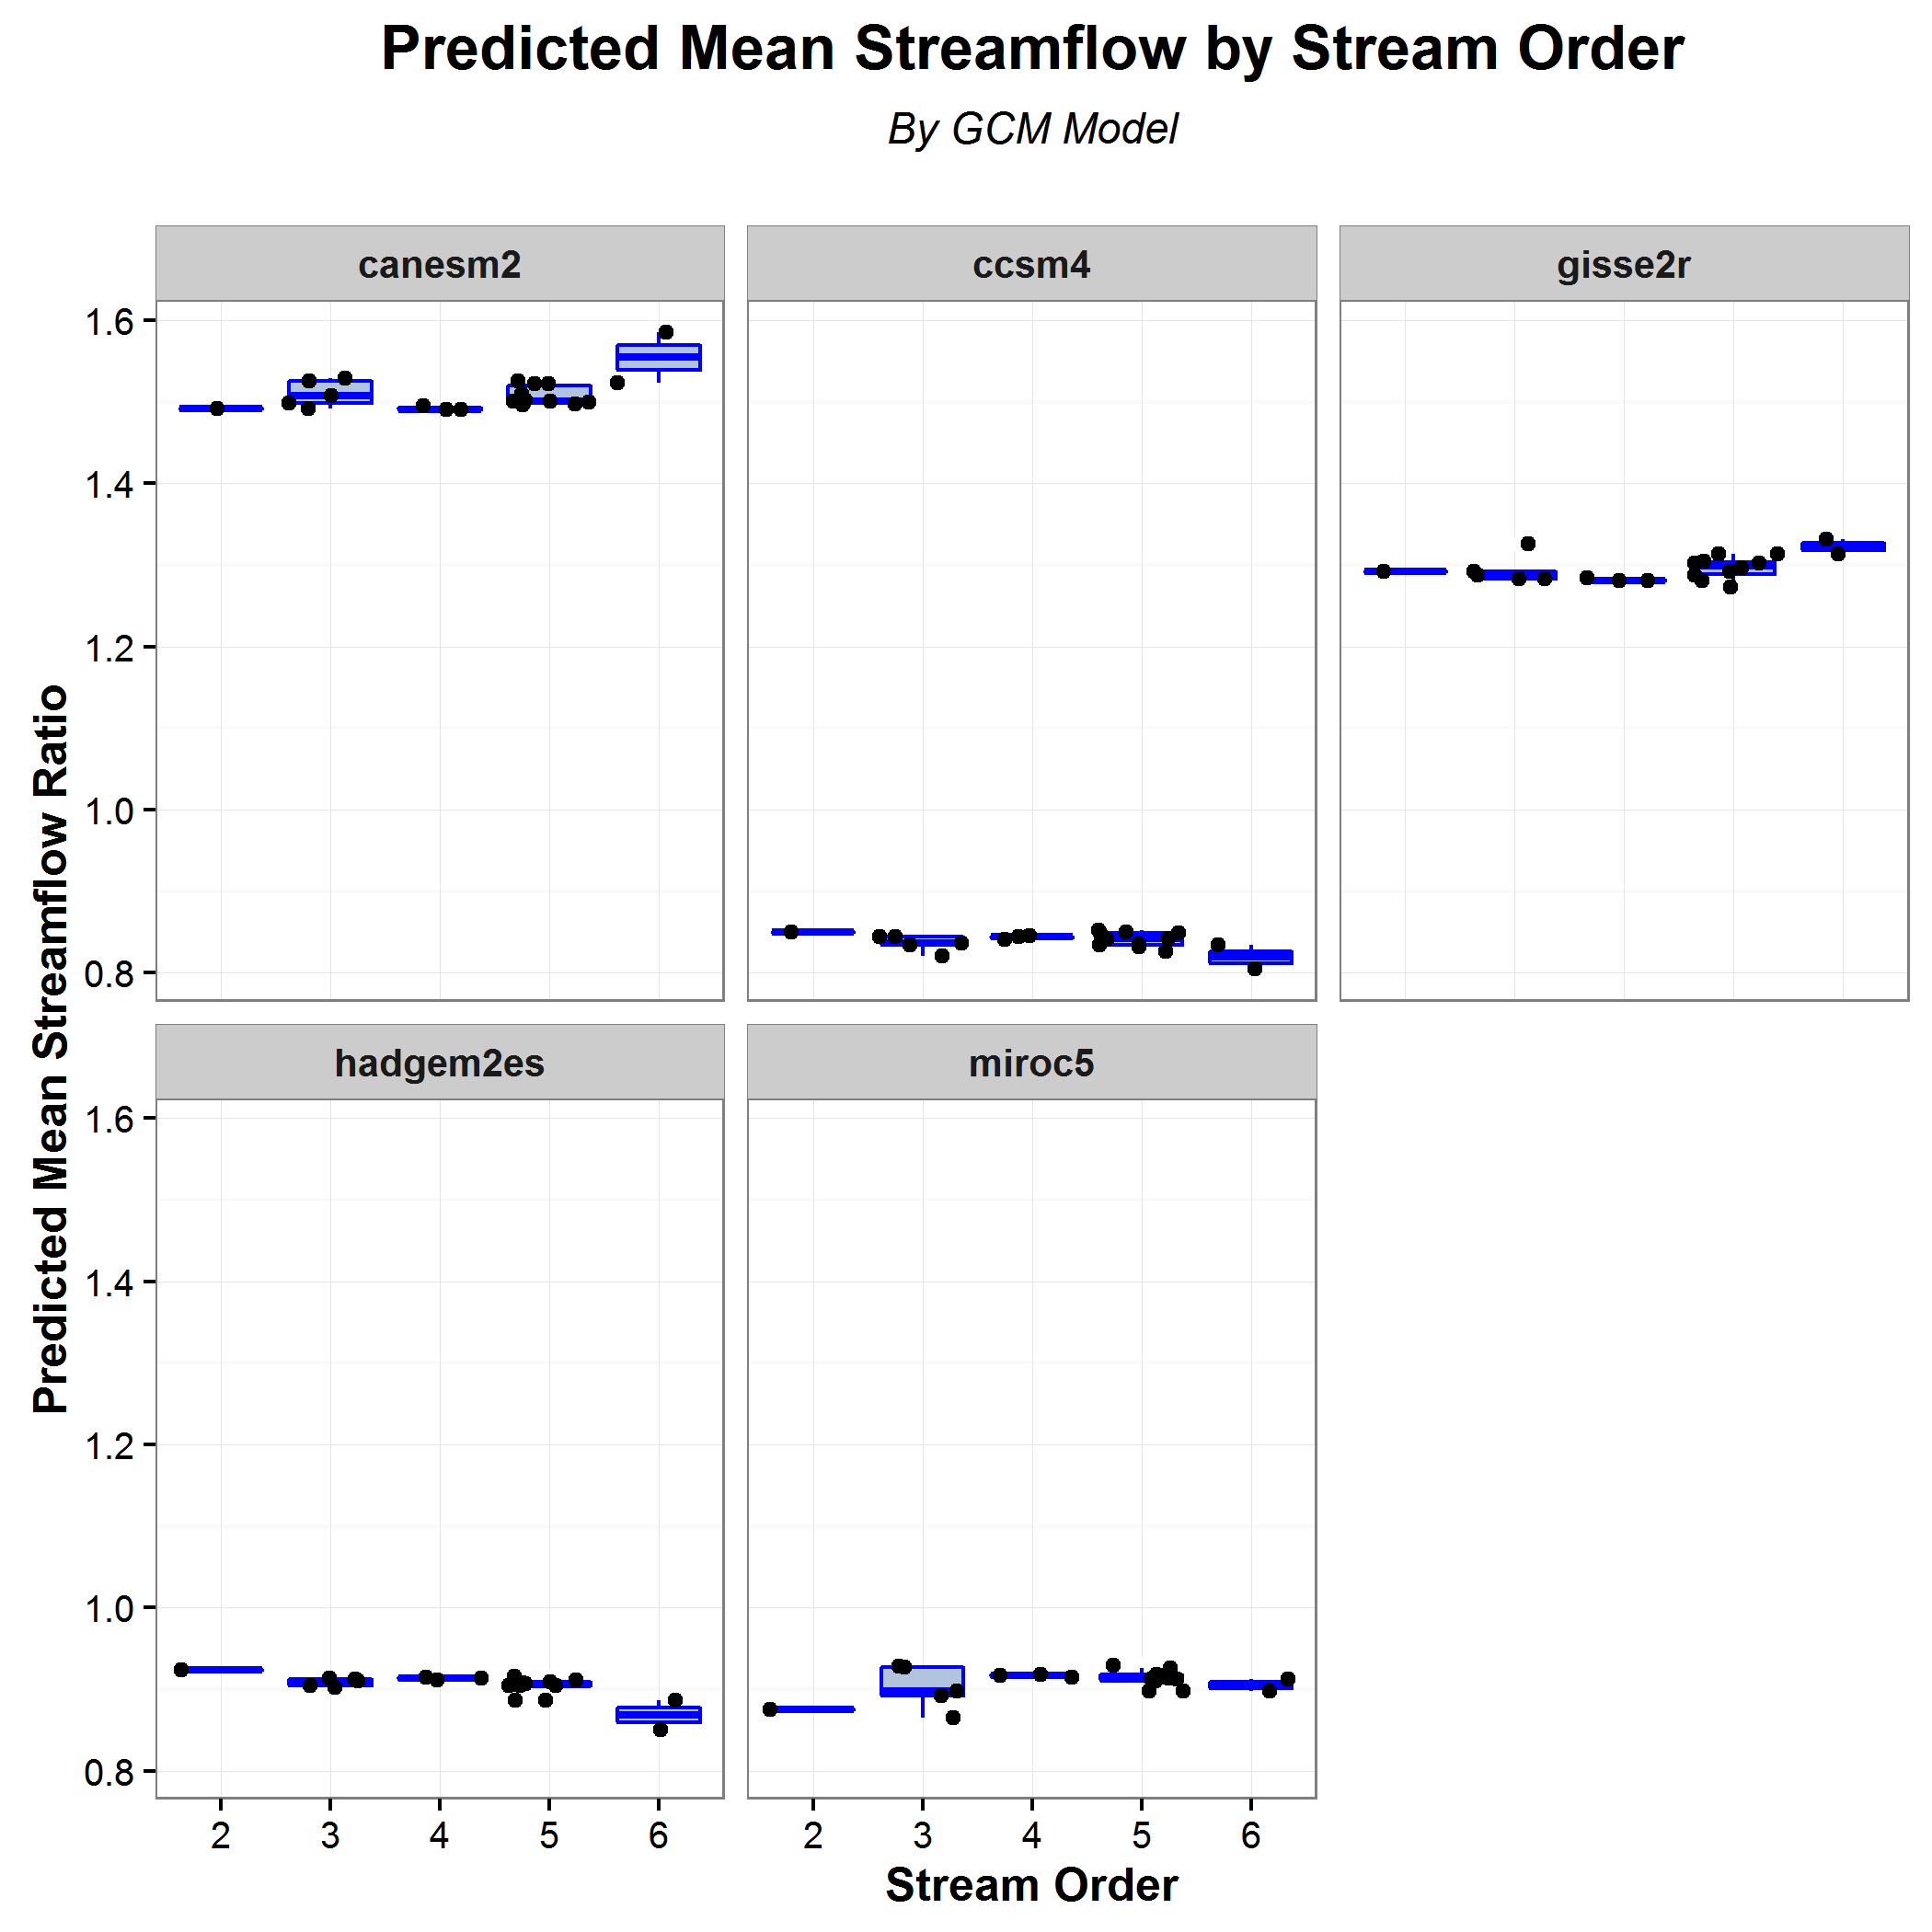 Predicted Mean Streamflow by Stream Order
By GCM Model
canesm2 ccsm4 gisse2r
1.6
1.4
1.2
1.0
0.8
Predicted Mean Streamflow Ratio
hadgem2es miroc5
1.6
1.4
1.2
1.0
0.8
2 3 4 5 6 2 3 4 5 6
Stream Order